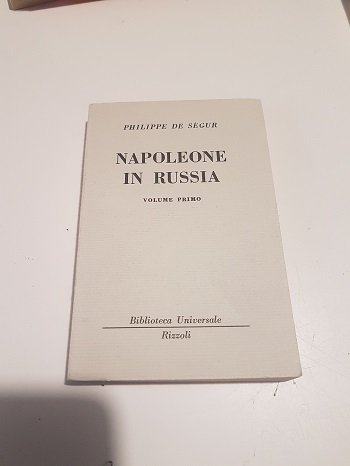 PHILIPPE DE SÉGUR
NAPOLEONE
IN RUSSIA
VOLUME PRIMO
Biblioteca Universale
Rizzoli